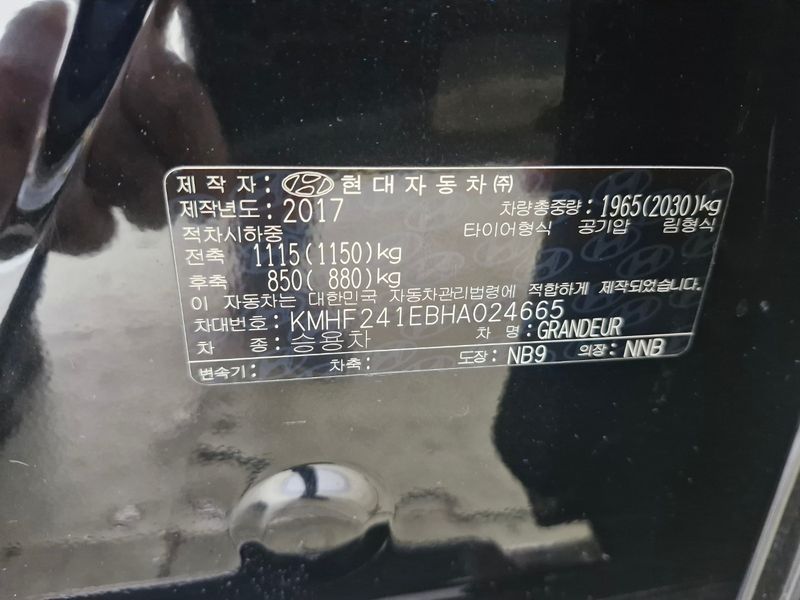 제 작 자 : 현대자동차㈜
제작년도 : 2017 차량총중량 : 1965(2030)kg
적차시하중 타이어형식 공기압 림형식
전축 1115(1150)kg
후축 850( 880)kg
이 자동차는 대한민국 자동차관리법령에 적합하게 제작되었습니다.
차대번호 : KMHF241EBHA024665
차 종 : 승용차 차 명 : GRANDEUR
변속기 : 차축 : 도장 : NB9 의장 : NNB